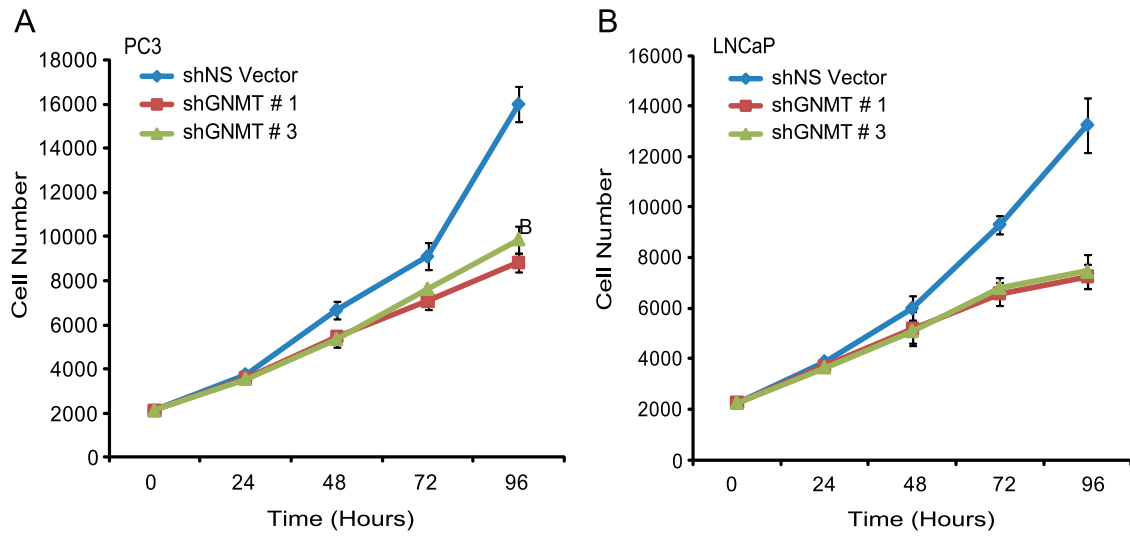 A
PC3
shNS Vector
shGNMT # 1
shGNMT # 3
18000
16000
14000
12000
10000
8000
6000
4000
2000
0
Cell Number
B
0 24 48 72 96
Time (Hours)
B
LNCaP
shNS Vector
shGNMT # 1
shGNMT # 3
16000
14000
12000
10000
8000
6000
4000
2000
0
Cell Number
0 24 48 72 96
Time (Hours)